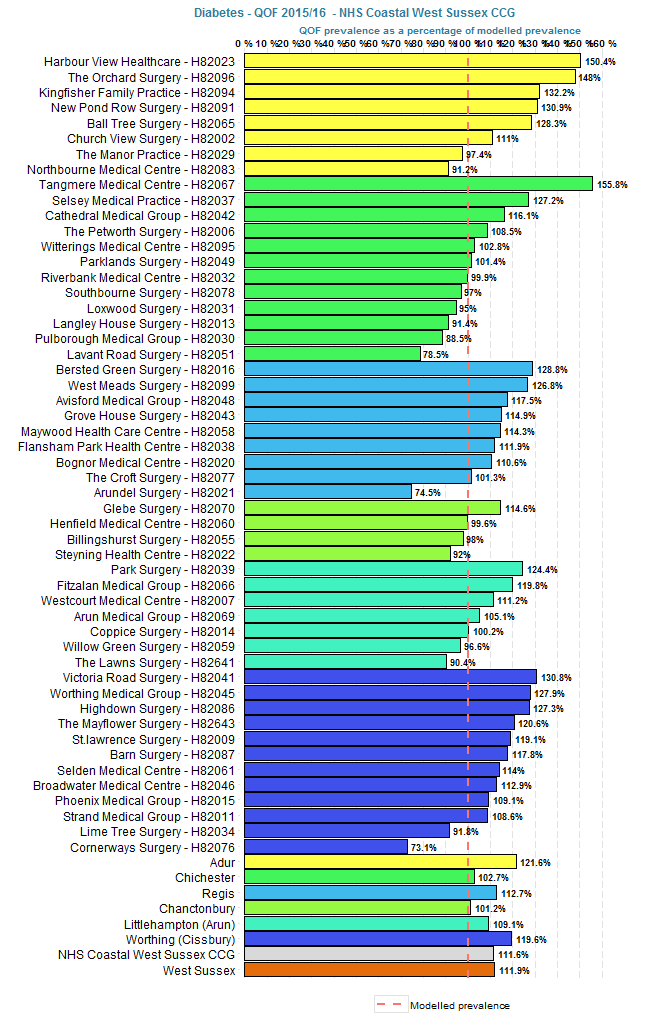 Diabetes - QOF 2015/16 - NHS Coastal West Sussex CCG
QOF prevalence as a percentage of modelled prevalence
0 % 10 % 20 % 30 % 40 % 50 % 60 % 70 % 80 % 90 % 100 % 110 % 120 % 130 % 140 % 150 % 160 %
Harbour View Healthcare - H82023 150.4%
The Orchard Surgery - H82096 148%
Kingfisher Family Practice - H82094 132.2%
New Pond Row Surgery - H82091 130.9%
Ball Tree Surgery - H82065 128.3%
Church View Surgery - H82002 111%
The Manor Practice - H82029 97.4%
Northbourne Medical Centre - H82083 91.2%
Tangmere Medical Centre - H82067 155.8%
Selsey Medical Practice - H82037 127.2%
Cathedral Medical Group - H82042 116.1%
The Petworth Surgery - H82006 108.5%
Witterings Medical Centre - H82095 102.8%
Parklands Surgery - H82049 101.4%
Riverbank Medical Centre - H82032 99.9%
Southbourne Surgery - H82078 97%
Loxwood Surgery - H82031 95%
Langley House Surgery - H82013 91.4%
Pulborough Medical Group - H82030 88.5%
Lavant Road Surgery - H82051 78.5%
Bersted Green Surgery - H82016 128.8%
West Meads Surgery - H82099 126.8%
Avisford Medical Group - H82048 117.5%
Grove House Surgery - H82043 114.9%
Maywood Health Care Centre - H82058 114.3%
Flansham Park Health Centre - H82038 111.9%
Bognor Medical Centre - H82020 110.6%
The Croft Surgery - H82077 101.3%
Arundel Surgery - H82021 74.5%
Glebe Surgery - H82070 114.6%
Henfield Medical Centre - H82060 99.6%
Billingshurst Surgery - H82055 98%
Steyning Health Centre - H82022 92%
Park Surgery - H82039 124.4%
Fitzalan Medical Group - H82066 119.8%
Westcourt Medical Centre - H82007 111.2%
Arun Medical Group - H82069 105.1%
Coppice Surgery - H82014 100.2%
Willow Green Surgery - H82059 96.6%
The Lawns Surgery - H82641 90.4%
Victoria Road Surgery - H82041 130.8%
Worthing Medical Group - H82045 127.9%
Highdown Surgery - H82086 127.3%
The Mayflower Surgery - H82643 120.6%
St.lawrence Surgery - H82009 119.1%
Barn Surgery - H82087 117.8%
Selden Medical Centre - H82061 114%
Broadwater Medical Centre - H82046 112.9%
Phoenix Medical Group - H82015 109.1%
Strand Medical Group - H82011 108.6%
Lime Tree Surgery - H82034 91.8%
Cornerways Surgery - H82076 73.1%
Adur 121.6%
Chichester 102.7%
Regis 112.7%
Chanctonbury 101.2%
Littlehampton (Arun) 109.1%
Worthing (Cissbury) 119.6%
NHS Coastal West Sussex CCG 111.6%
West Sussex 111.9%
Modelled prevalence